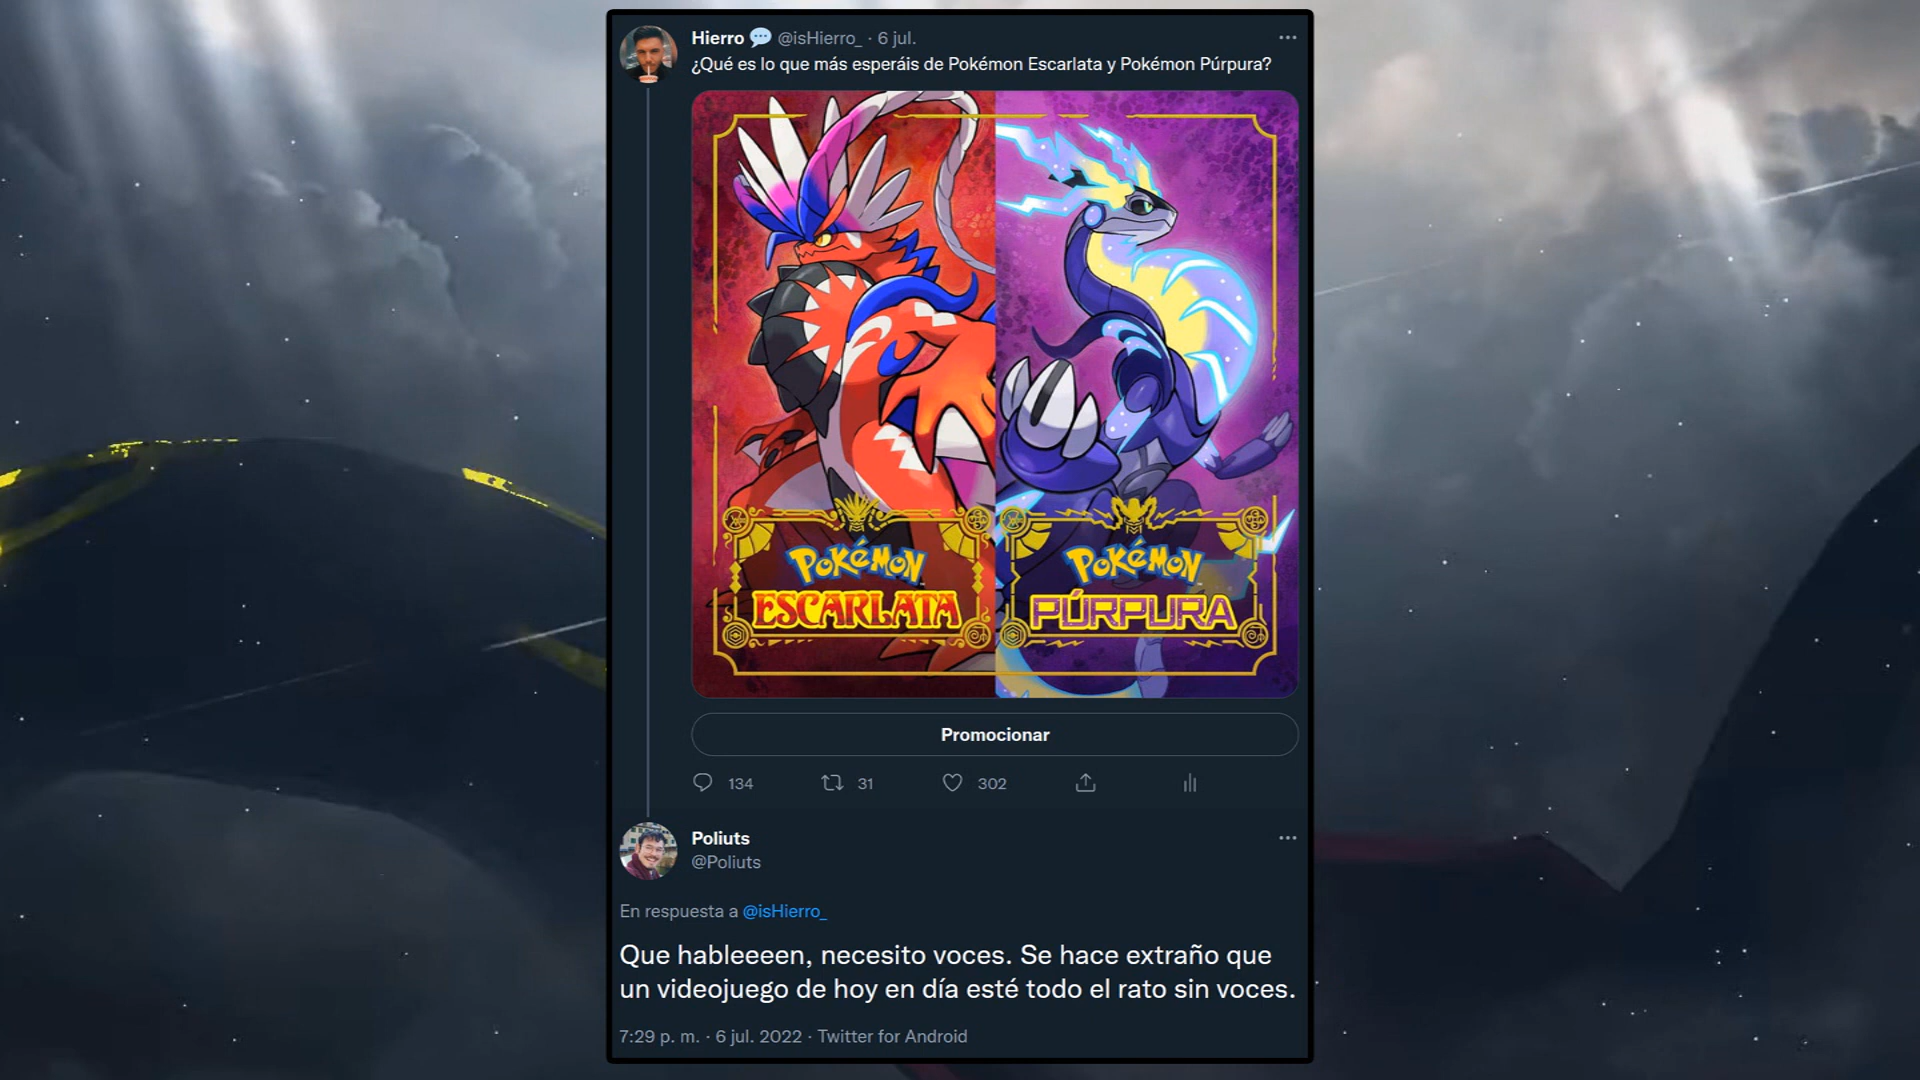 Hierro 💬 @isHierro_ · 6 jul.
¿Qué es lo que más esperáis de Pokémon Escarlata y Pokémon Púrpura?
POKéMON
ESCARLATA
POKéMON
PÚRPURA
Promocionar
134 31 302
Poliuts
@Poliuts
En respuesta a @isHierro_
Que hableeeen, necesito voces. Se hace extraño que
un videojuego de hoy en día esté todo el rato sin voces.
7:29 p. m. · 6 jul. 2022 · Twitter for Android